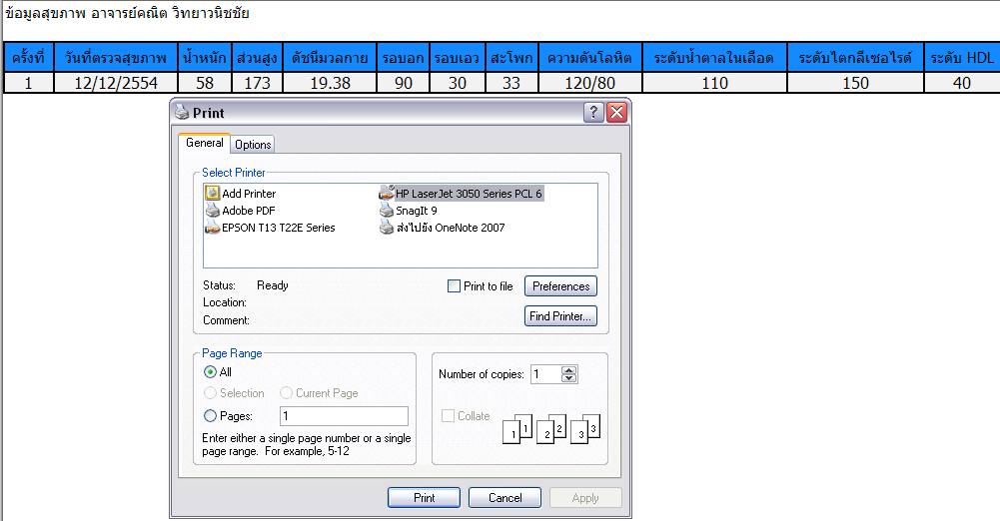 ข้อมูลสุขภาพ อาจารย์คณิต วิทยาวนิชชัย
ครั้งที่ วันที่ตรวจสุขภาพ น้ำหนัก ส่วนสูง ดัชนีมวลกาย รอบอก รอบเอว สะโพก ความดันโลหิต ระดับน้ำตาลในเลือด ระดับไตกลีเซอไรด์ ระดับ HDL
1 12/12/2554 58 173 19.38 90 30 33 120/80 110 150 40
Print
General Options
Select Printer
Add Printer HP LaserJet 3050 Series PCL 6
Adobe PDF SnagIt 9
EPSON T13 T22E Series ส่งไปยัง OneNote 2007
Status: Ready Print to file Preferences
Location:
Comment: Find Printer...
Page Range
All
Selection Current Page
Pages: 1
Enter either a single page number or a single
page range. For example, 5-12
Number of copies: 1
Collate
1 1 2 2 3 3
Print Cancel Apply